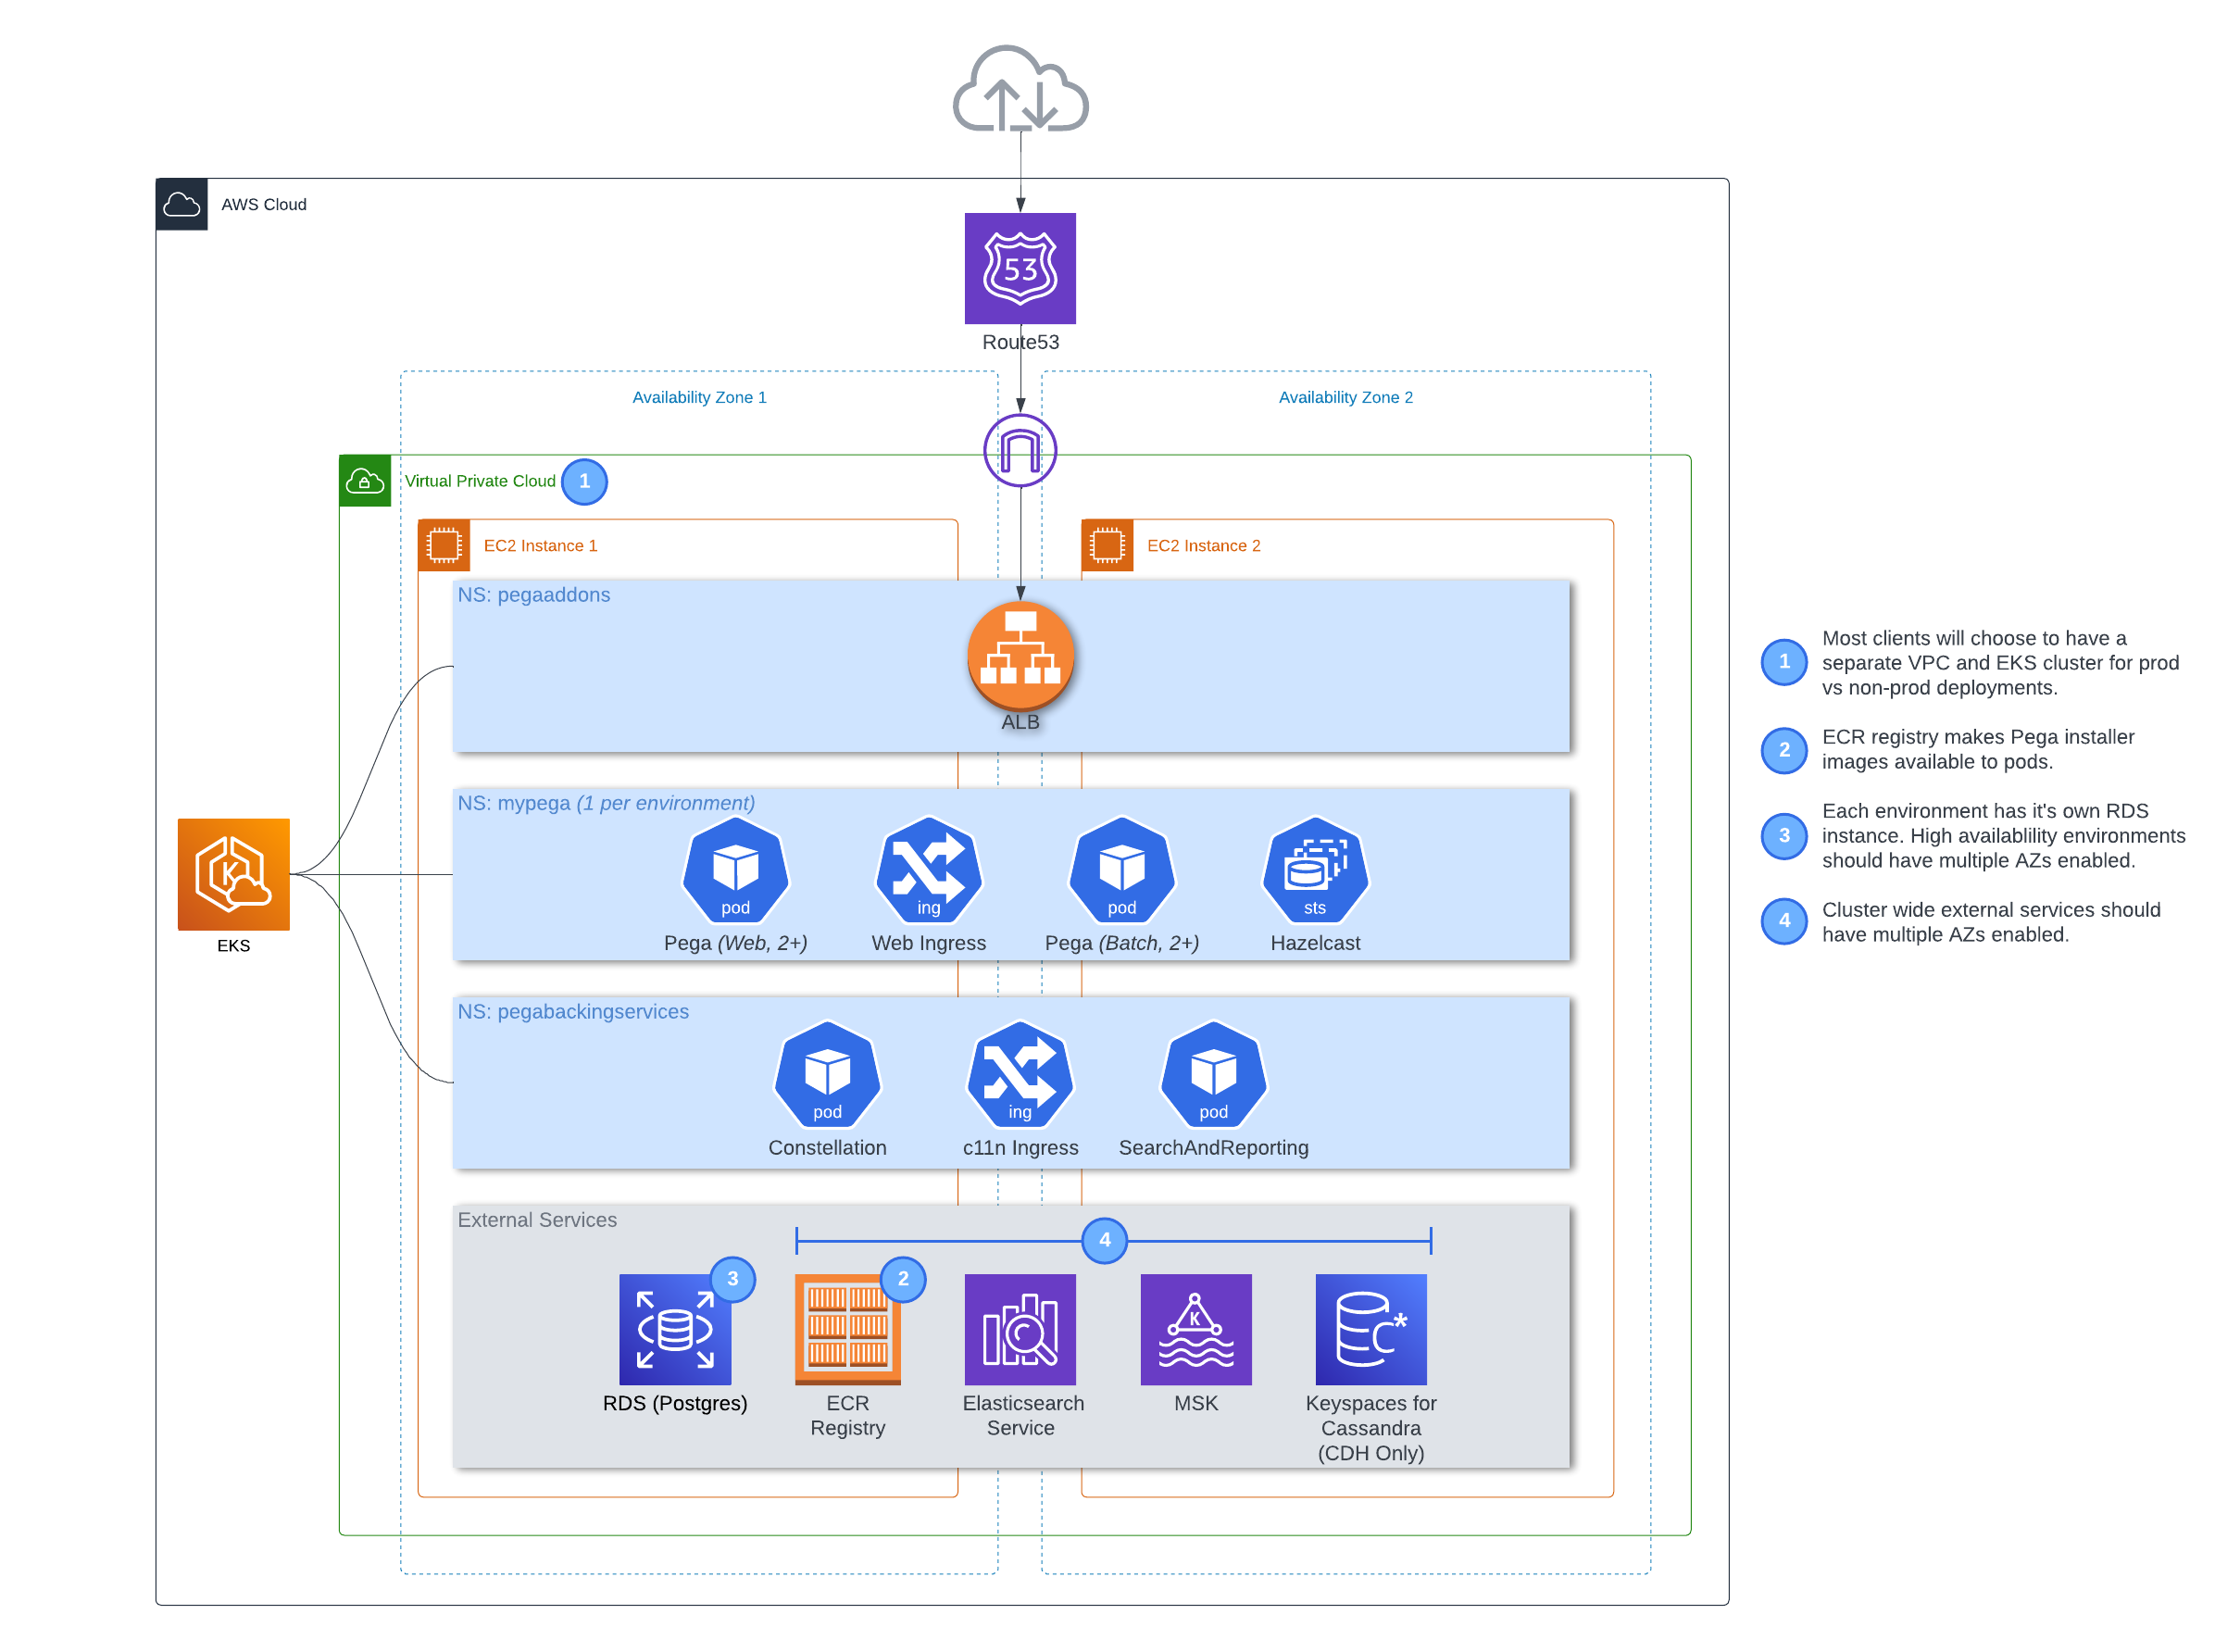 AWS Cloud
53
Route53
Availability Zone 1
Availability Zone 2
Virtual Private Cloud
1
EC2 Instance 1
EC2 Instance 2
NS: pegaaddons
ALB
NS: mypega (1 per environment)
pod
ing
pod
sts
Pega (Web, 2+)
Web Ingress
Pega (Batch, 2+)
Hazelcast
K
EKS
NS: pegabackingservices
pod
ing
pod
Constellation
c11n Ingress
SearchAndReporting
External Services
4
3
2
K
C*
RDS (Postgres)
ECR
Registry
Elasticsearch
Service
MSK
Keyspaces for
Cassandra
(CDH Only)
1
Most clients will choose to have a
separate VPC and EKS cluster for prod
vs non-prod deployments.
2
ECR registry makes Pega installer
images available to pods.
3
Each environment has it's own RDS
instance. High availablility environments
should have multiple AZs enabled.
4
Cluster wide external services should
have multiple AZs enabled.